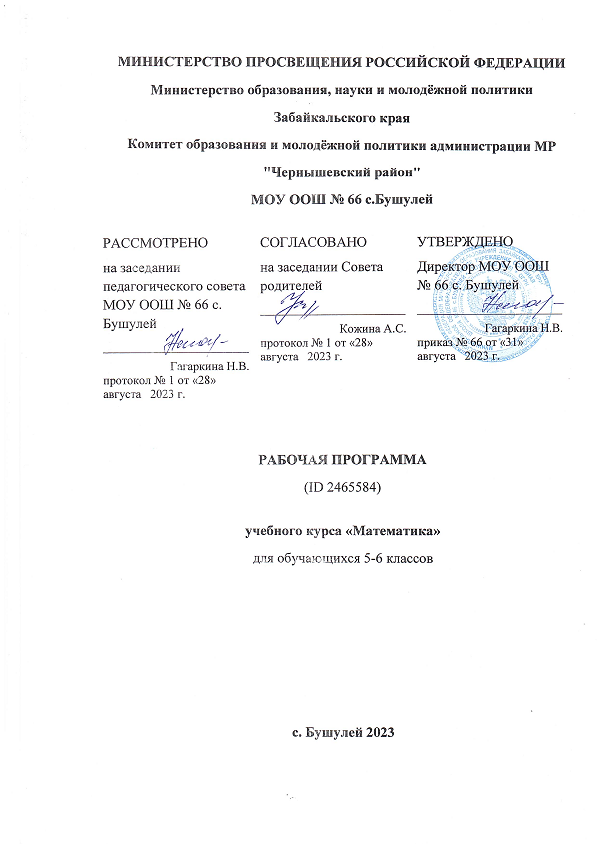 МИНИСТЕРСТВО ПРОСВЕЩЕНИЯ РОССИЙСКОЙ ФЕДЕРАЦИИ
Министерство образования, науки и молодёжной политики
Забайкальского края
Комитет образования и молодёжной политики администрации МР
"Чернышевский район"
МОУ ООШ № 66 с.Бушулей
РАССМОТРЕНО
на заседании
педагогического совета
МОУ ООШ № 66 с.
Бушулей
Гагаркина Н.В.
протокол № 1 от «28»
августа 2023 г.
СОГЛАСОВАНО
на заседании Совета
родителей
Кожина А.С.
протокол № 1 от «28»
августа 2023 г.
УТВЕРЖДЕНО
Директор МОУ ООШ
№ 66 с. Бушулей
Гагаркина Н.В.
приказ № 66 от «31»
августа 2023 г.
РАБОЧАЯ ПРОГРАММА
(ID 2465584)
учебного курса «Математика»
для обучающихся 5-6 классов
с. Бушулей 2023